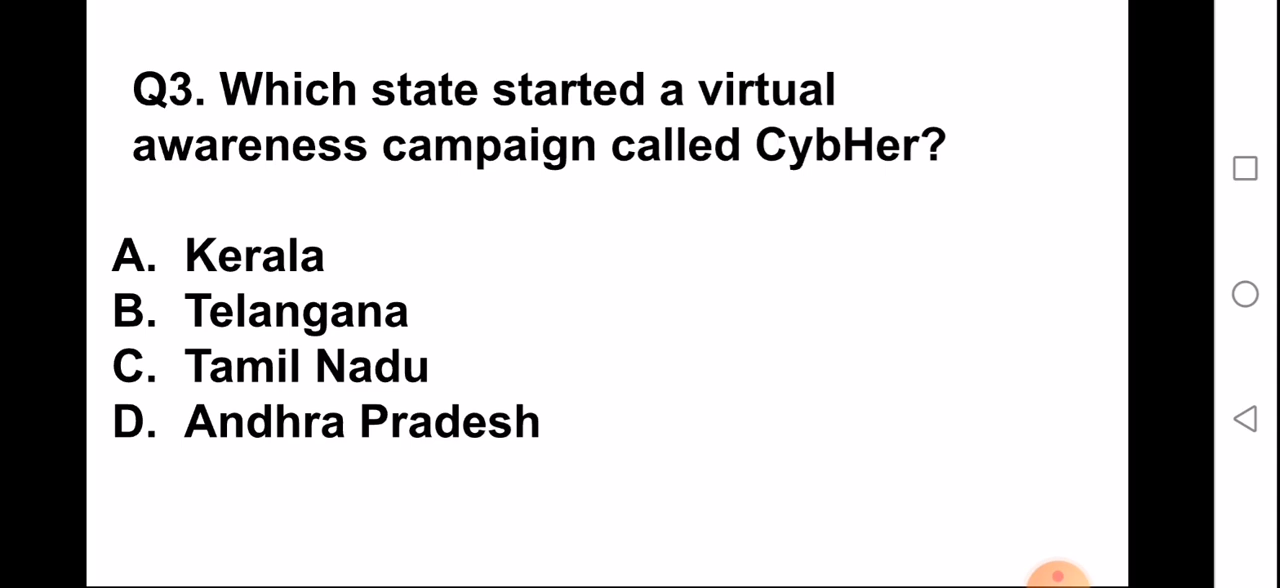 Q3. Which state started a virtual
awareness campaign called CybHer?
A. Kerala
B. Telangana
C. Tamil Nadu
D. Andhra Pradesh